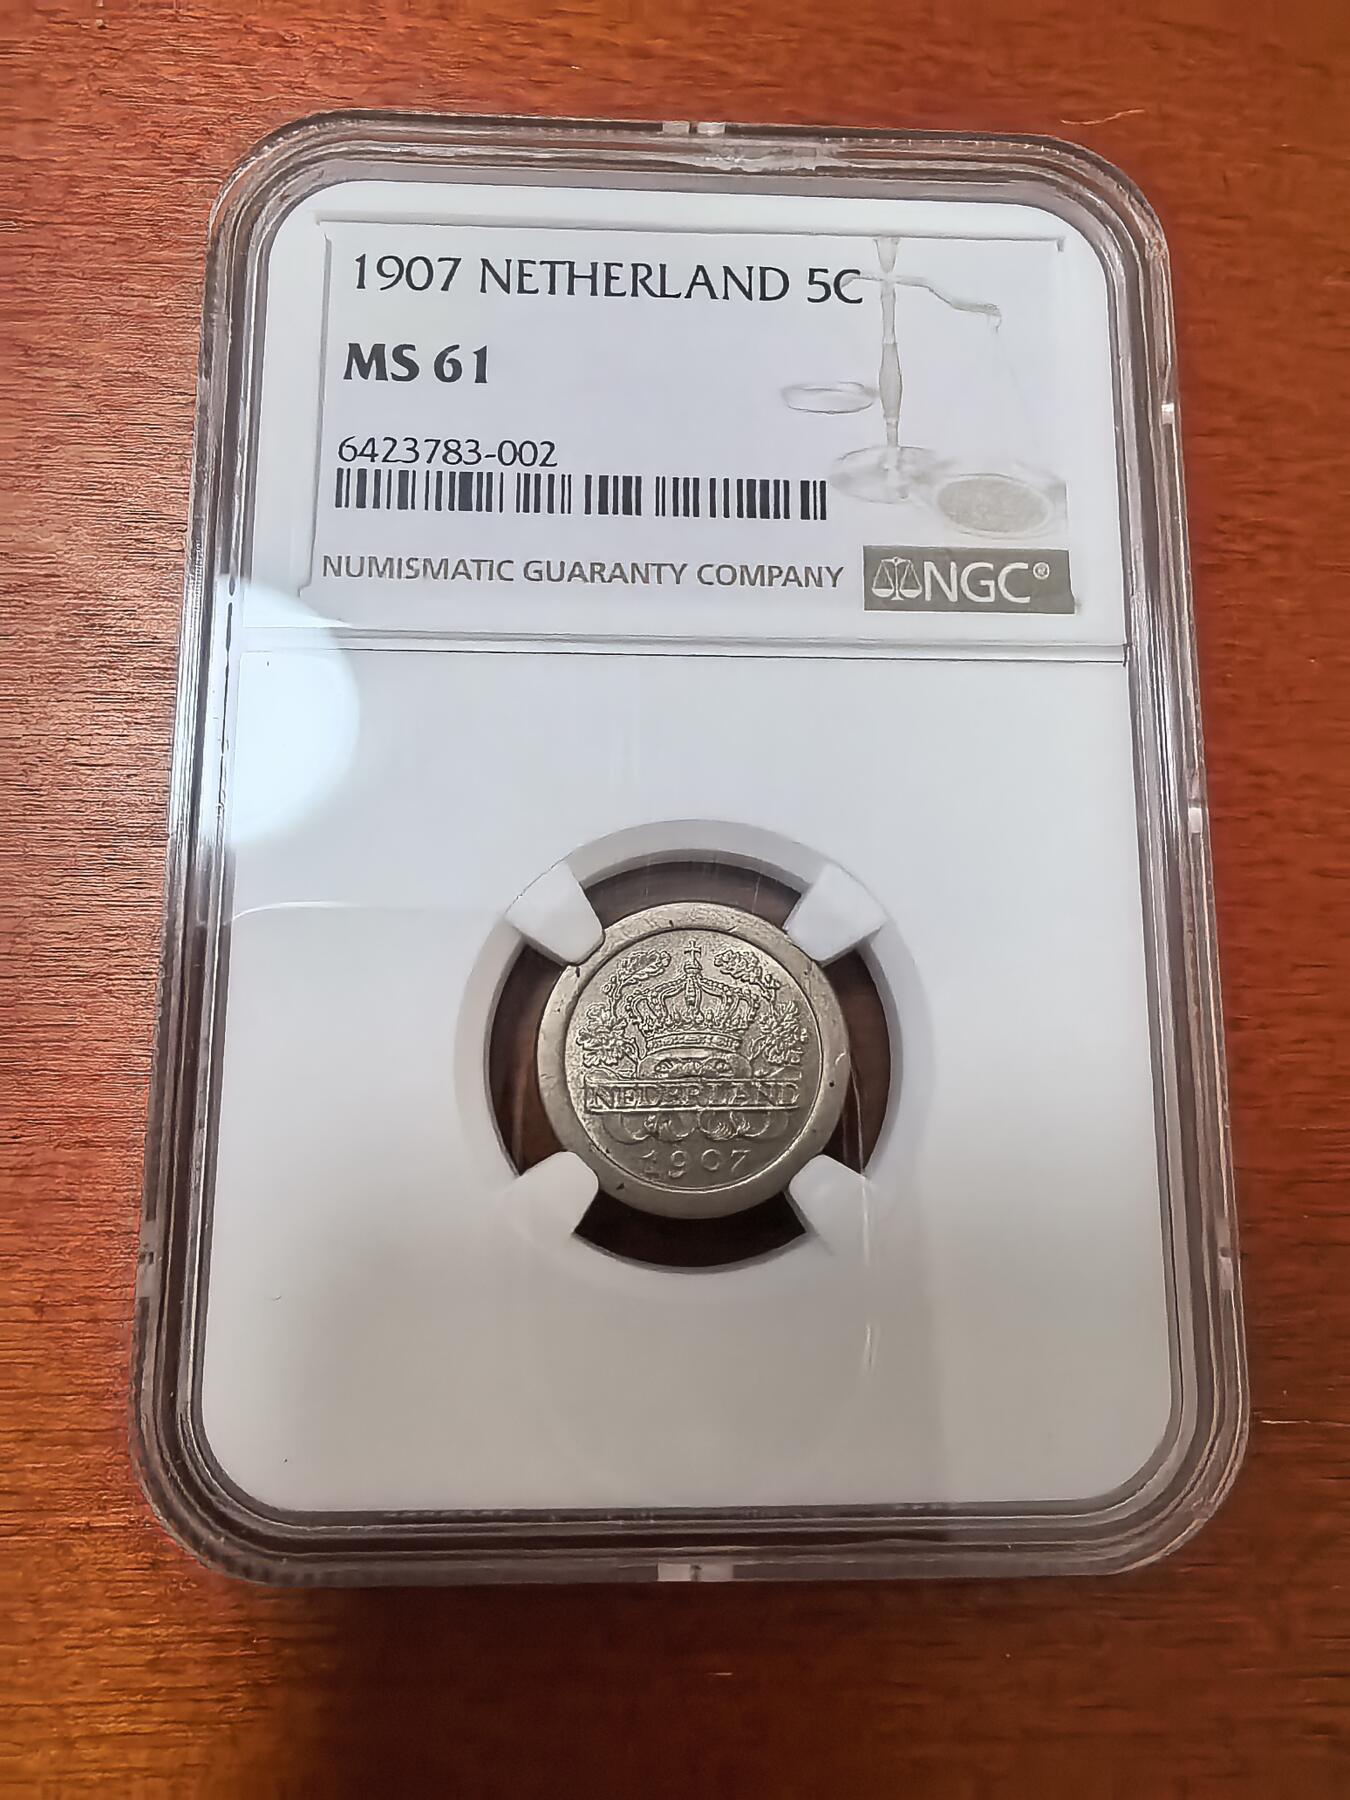 1907 NETHERLAND 5C
MS 61
6423783-002
NUMISMATIC GUARANTY COMPANY
NGC®
NEDERLAND
1907